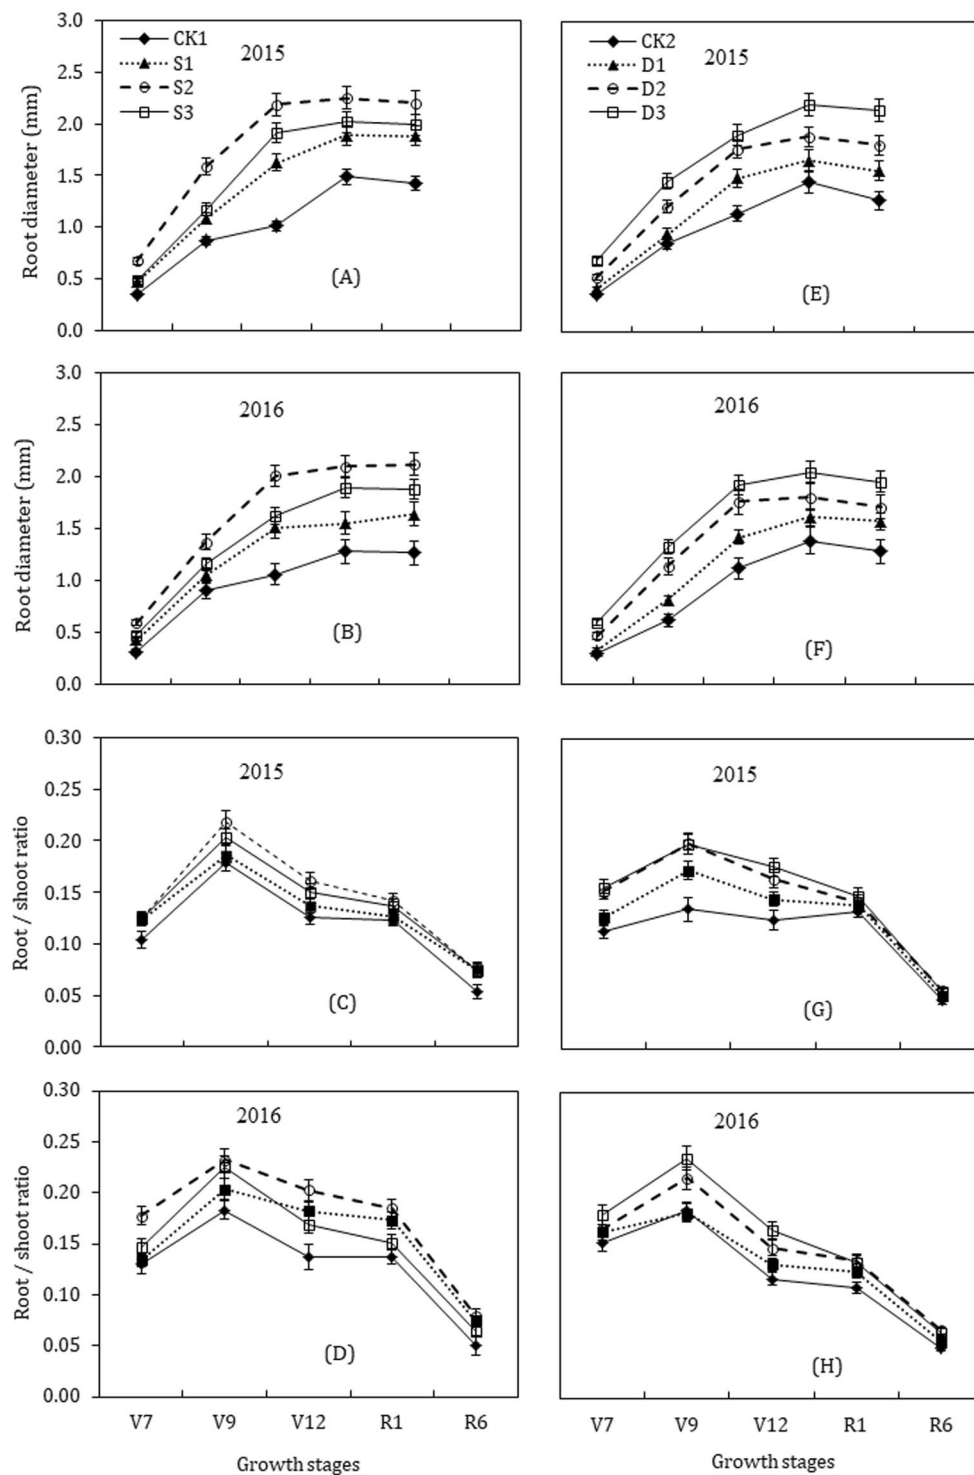 Root diameter (mm)
3.0
2.5
2.0
1.5
1.0
0.5
0.0
CK1
S1
S2
S3
2015
(A)
CK2
D1
D2
D3
2015
(E)
Root diameter (mm)
3.0
2.5
2.0
1.5
1.0
0.5
0.0
2016
(B)
2016
(F)
Root / shoot ratio
0.30
0.25
0.20
0.15
0.10
0.05
0.00
2015
(C)
2015
(G)
Root / shoot ratio
0.30
0.25
0.20
0.15
0.10
0.05
0.00
2016
(D)
2016
(H)
V7 V9 V12 R1 R6
Growth stages
V7 V9 V12 R1 R6
Growth stages